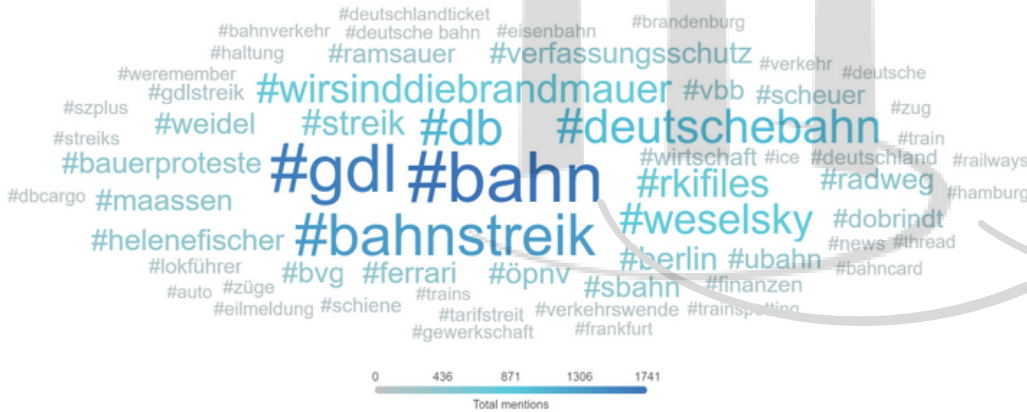 #deutschlandticket
#bahnverkehr #deutsche bahn #eisenbahn #brandenburg
#haltung #ramsauer #verfassungsschutz #verkehr #deutsche
#weremember
#gdlstreik #wirsinddiebrandmauer #vbb #scheuer
#szplus #zug
#weidel #streik #db #deutschebahn
#streiks #train
#bauerproteste #gdl #bahn #wirtschaft #ice #deutschland #railways
#rkifiles #radweg
#dbcargo #maassen #hamburg
#weselsky #dobrindt
#helenefischer #bahnstreik #news #thread
#lokführer #bvg #ferrari #öpnv #berlin #ubahn #bahncard
#auto #züge #trains #sbahn #finanzen
#eilmeldung #schiene #tarifstreit #verkehrswende #trainspotting
#gewerkschaft #frankfurt
0 436 871 1306 1741
Total mentions